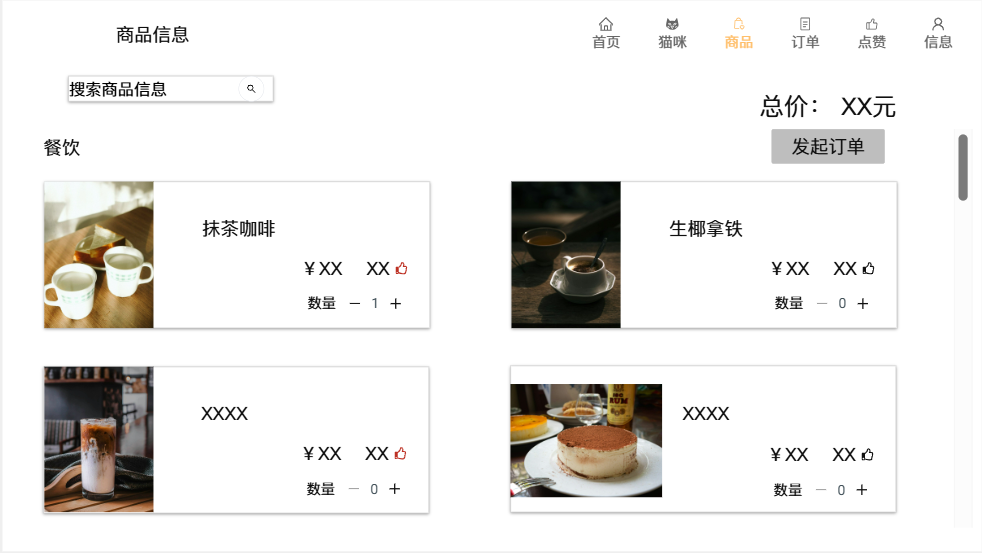 商品信息
首页 猫咪 商品 订单 点赞 信息
搜索商品信息
总价： XX元
发起订单
餐饮
抹茶咖啡
￥XX XX
数量 − 1 +
生椰拿铁
￥XX XX
数量 − 0 +
XXXX
￥XX XX
数量 − 0 +
RUM
XXXX
￥XX XX
数量 − 0 +